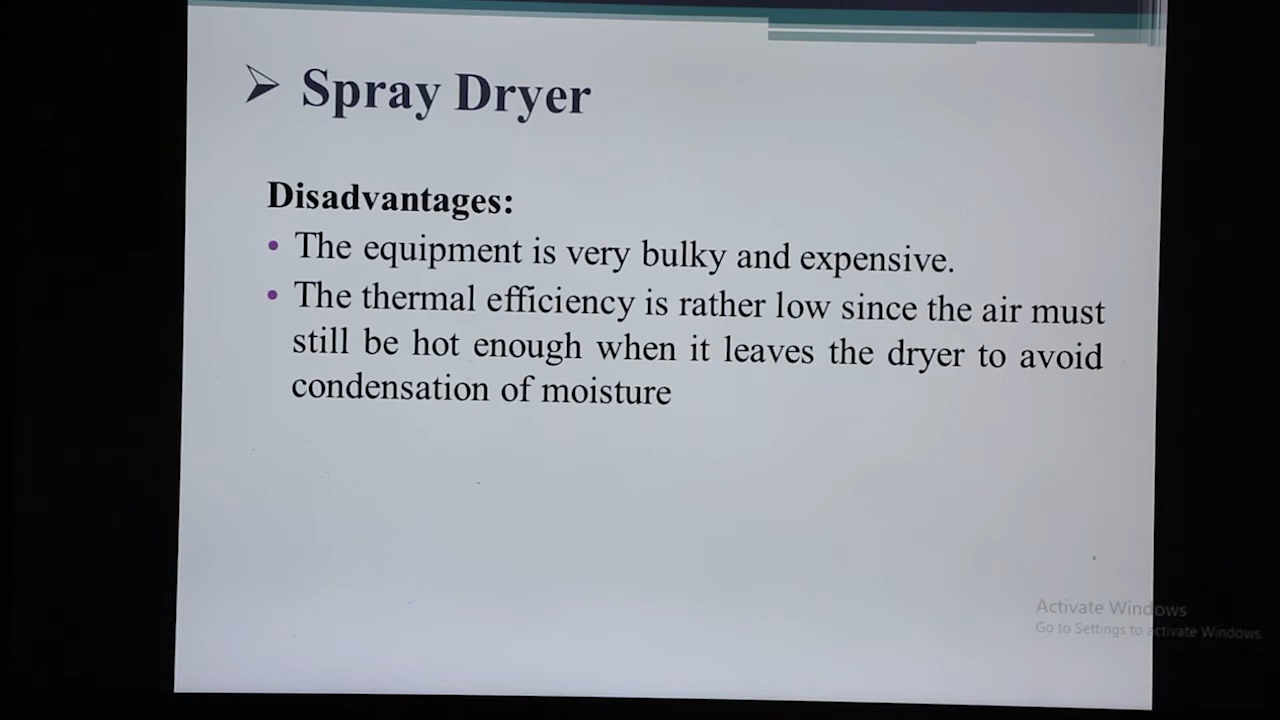 Spray Dryer
Disadvantages:
• The equipment is very bulky and expensive.
• The thermal efficiency is rather low since the air must
still be hot enough when it leaves the dryer to avoid
condensation of moisture
Activate Windows
Go to Settings to activate Windows.